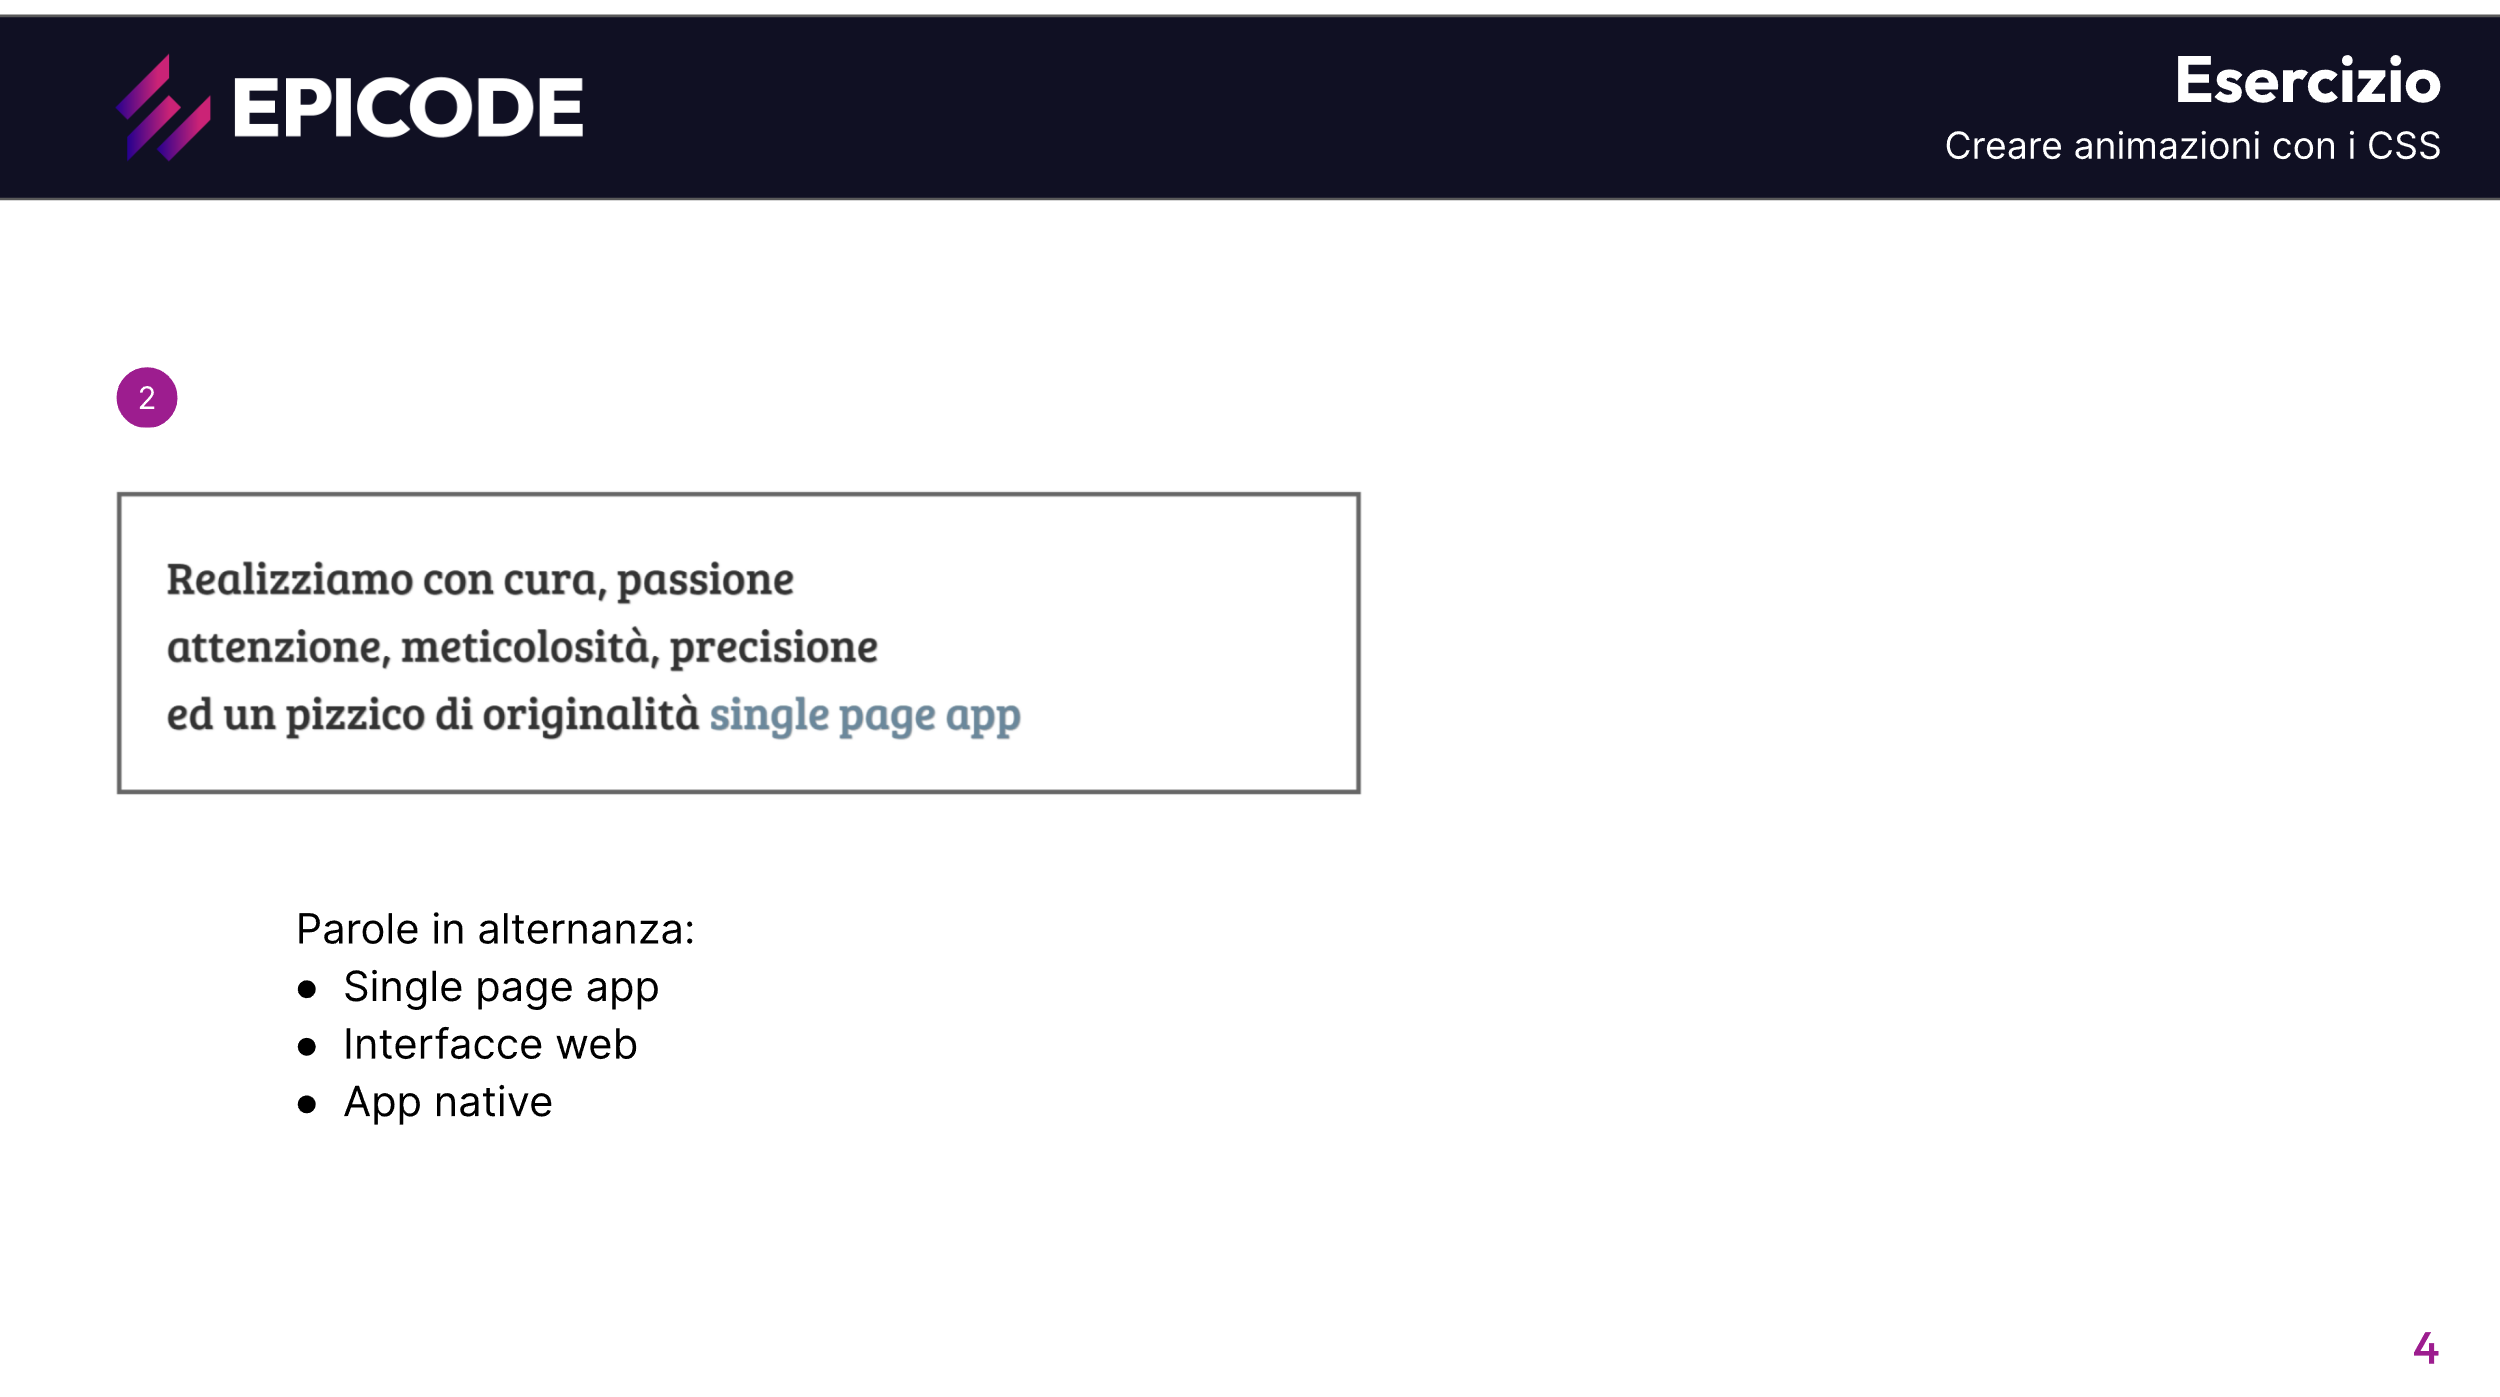 EPICODE
Esercizio
Creare animazioni con i CSS
2
Realizziamo con cura, passione
attenzione, meticolosità, precisione
ed un pizzico di originalità single page app
Parole in alternanza:
● Single page app
● Interfacce web
● App native
4